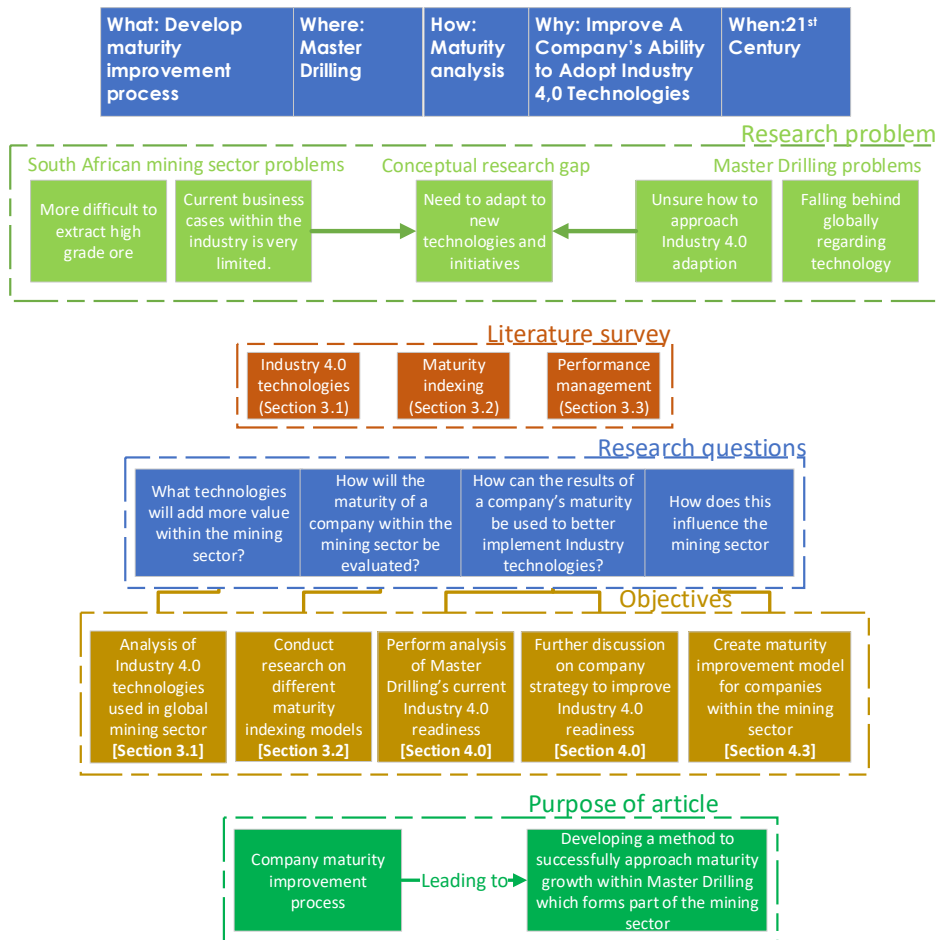 What: Develop
maturity
improvement
process
Where:
Master
Drilling
How:
Maturity
analysis
Why: Improve A
Company's Ability
to Adopt Industry
4,0 Technologies
When:21st
Century
Research problem
South African mining sector problems
Conceptual research gap
Master Drilling problems
More difficult to
extract high
grade ore
Current business
cases within the
industry is very
limited.
Need to adapt to
new
technologies and
initiatives
Unsure how to
approach
Industry 4.0
adaption
Falling behind
globally
regarding
technology
Literature survey
Industry 4.0
technologies
(Section 3.1)
Maturity
indexing
(Section 3.2)
Performance
management
(Section 3.3)
Research questions
What technologies
will add more value
within the mining
sector?
How will the
maturity of a
company within the
mining sector be
evaluated?
How can the results of
a company's maturity
be used to better
implement Industry
technologies?
How does this
influence the
mining sector
Objectives
Analysis of
Industry 4.0
technologies
used in global
mining sector
[Section 3.1]
Conduct
research on
different
maturity
indexing models
[Section 3.2]
Perform analysis
of Master
Drilling's current
Industry 4.0
readiness
[Section 4.0]
Further discussion
on company
strategy to improve
Industry 4.0
readiness
[Section 4.0]
Create maturity
improvement model
for companies
within the mining
sector
[Section 4.3]
Purpose of article
Company maturity
improvement
process
Leading to
Developing a method to
successfully approach maturity
growth within Master Drilling
which forms part of the mining
sector